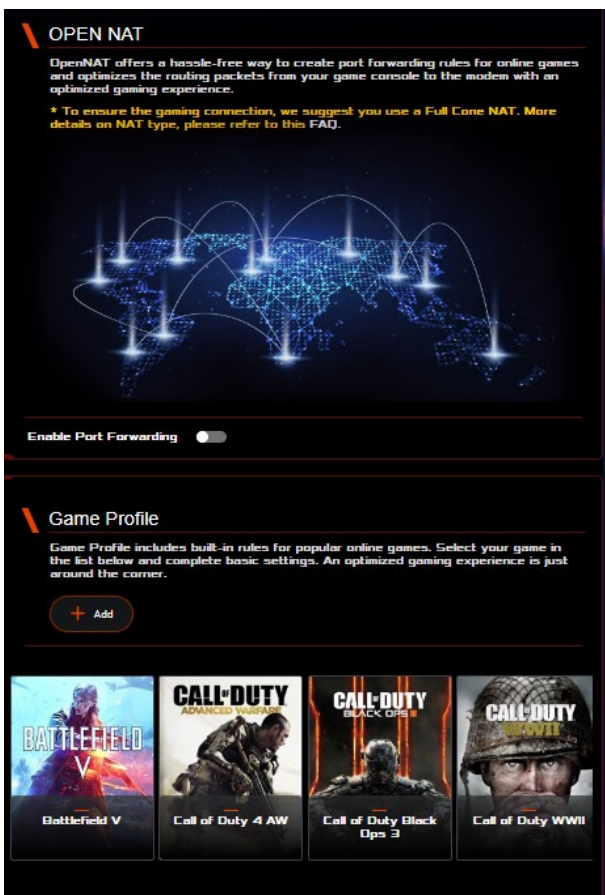 OPEN NAT
OpenNAT offers a hassle-free way to create port forwarding rules for online games
and optimizes the routing packets from your game console to the modem with an
optimized gaming experience.
* To ensure the gaming connection, we suggest you use a Full Cone NAT. More
details on NAT type, please refer to this FAQ.
Enable Port Forwarding
Game Profile
Game Profile includes built-in rules for popular online games. Select your game in
the list below and complete basic settings. An optimized gaming experience is just
around the corner.
+ Add
BATTLEFIELD
V
Battlefield V
CALL OF DUTY
ADVANCED WARFARE
Call of Duty 4 AW
CALL OF DUTY
BLACK OPS III
Call of Duty Black
Ops 3
CALL OF DUTY
WWII
Call of Duty WWII